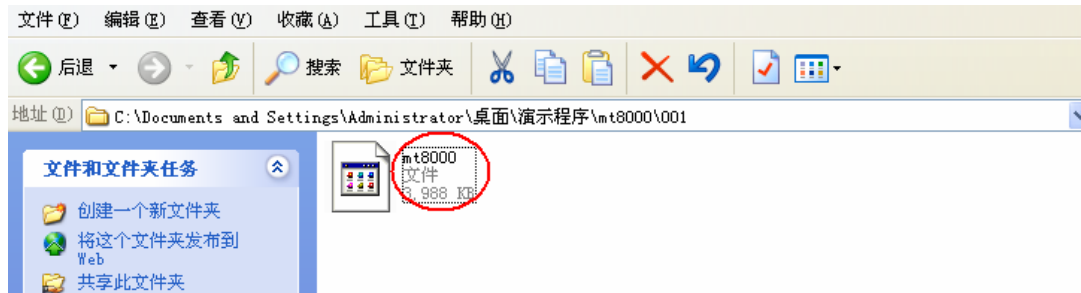 文件(F) 编辑(E) 查看(V) 收藏(A) 工具(T) 帮助(H)
后退 搜索 文件夹
地址(D) C:\Documents and Settings\Administrator\桌面\演示程序\mt8000\001
文件和文件夹任务
mt8000
文件
3,988 KB
创建一个新文件夹
将这个文件夹发布到
Web
共享此文件夹